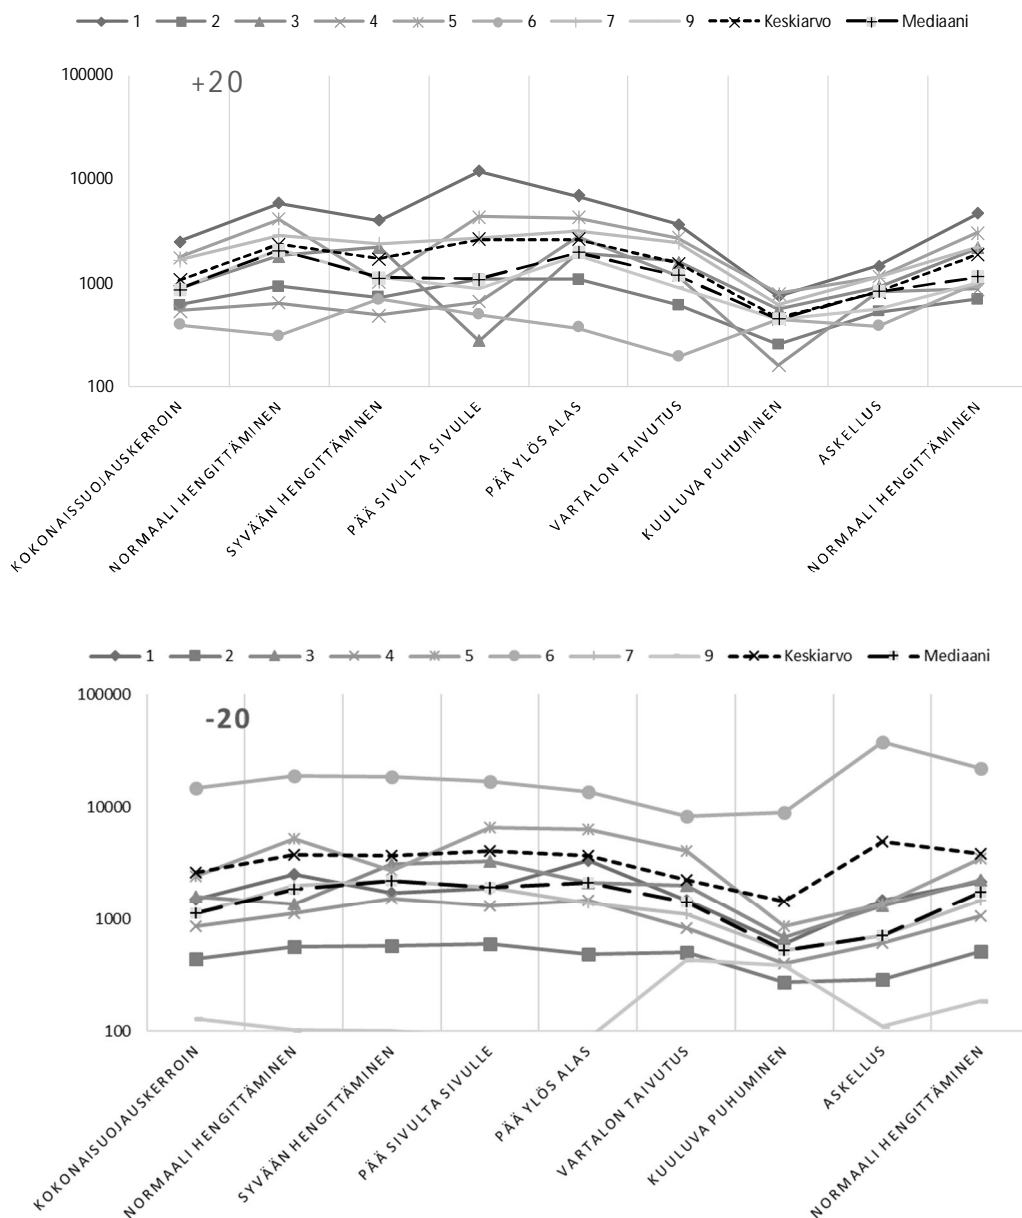 1 2 3 4 5 6 7 9 Keskiarvo Mediaani
+20
100000
10000
1000
100
KOKONAISSUOJAUSKERROIN
NORMAALI HENGITTÄMINEN
SYVÄÄN HENGITTÄMINEN
PÄÄ SIVULTA SIVULLE
PÄÄ YLÖS ALAS
VARTALON TAIVUTUS
KUULUVA PUHUMINEN
ASKELLUS
NORMAALI HENGITTÄMINEN
1 2 3 4 5 6 7 9 Keskiarvo Mediaani
-20
100000
10000
1000
100
KOKONAISUOJAUSKERROIN
NORMAALI HENGITTÄMINEN
SYVÄÄN HENGITTÄMINEN
PÄÄ SIVULTA SIVULLE
PÄÄ YLÖS ALAS
VARTALON TAIVUTUS
KUULUVA PUHUMINEN
ASKELLUS
NORMAALI HENGITTÄMINEN